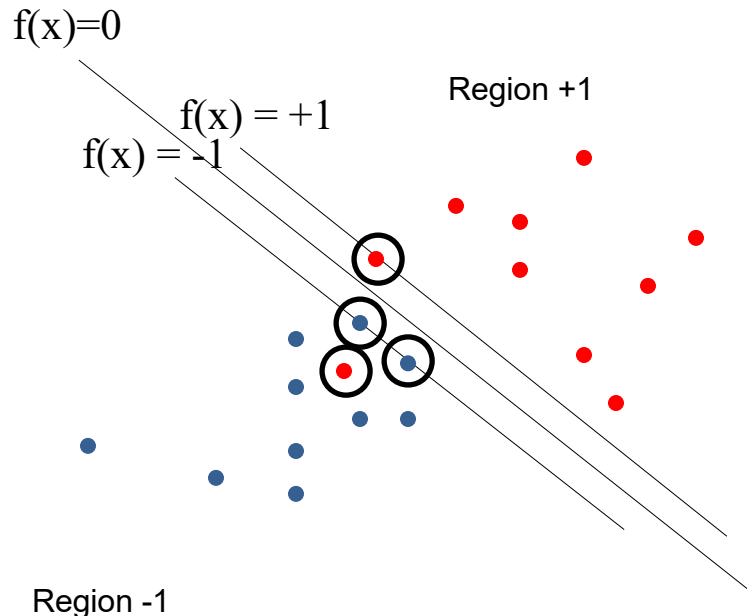 f(x)=0
Region +1
f(x) = +1
f(x) = -1
Region -1